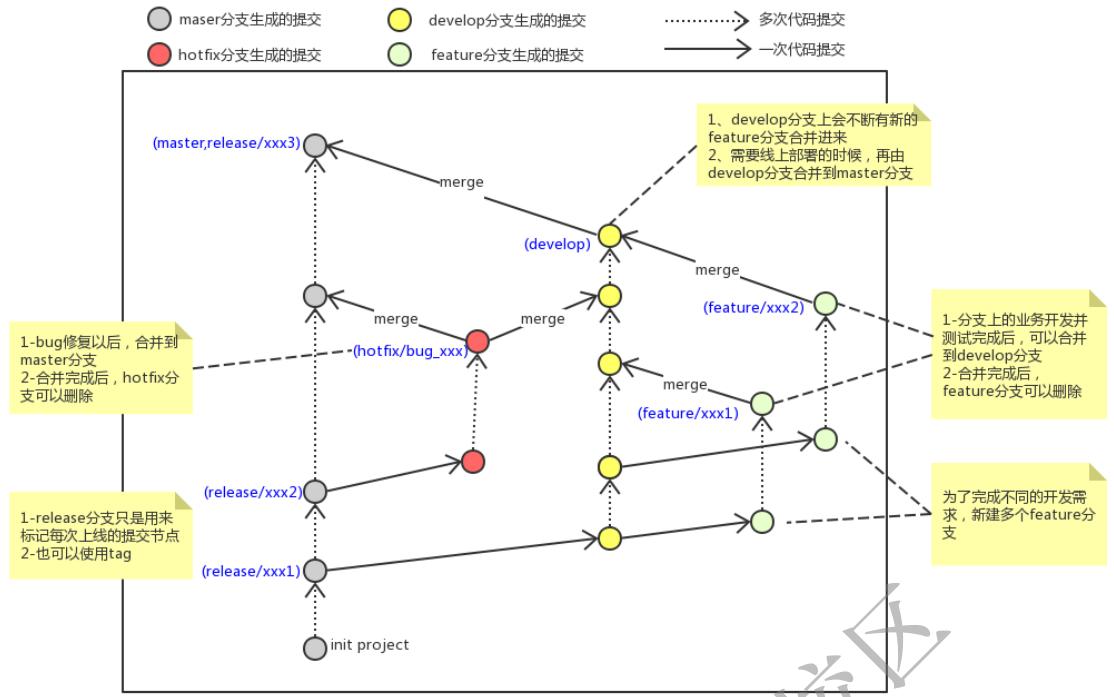 maser分支生成的提交
develop分支生成的提交
多次代码提交
hotfix分支生成的提交
feature分支生成的提交
一次代码提交
1、develop分支上会不断有新的
feature分支合并进来
2、需要线上部署的时候，再由
develop分支合并到master分支
(master,release/xxx3)
merge
(develop)
merge
(feature/xxx2)
merge
merge
1-bug修复以后，合并到
master分支
2-合并完成后，hotfix分
支可以删除
(hotfix/bug_xxx)
1-分支上的业务开发并
测试完成后，可以合并
到develop分支
2-合并完成后，
feature分支可以删除
merge
(feature/xxx1)
(release/xxx2)
为了完成不同的开发需
求，新建多个feature分
支
1-release分支只是用来
标记每次上线的提交节点
2-也可以使用tag
(release/xxx1)
init project